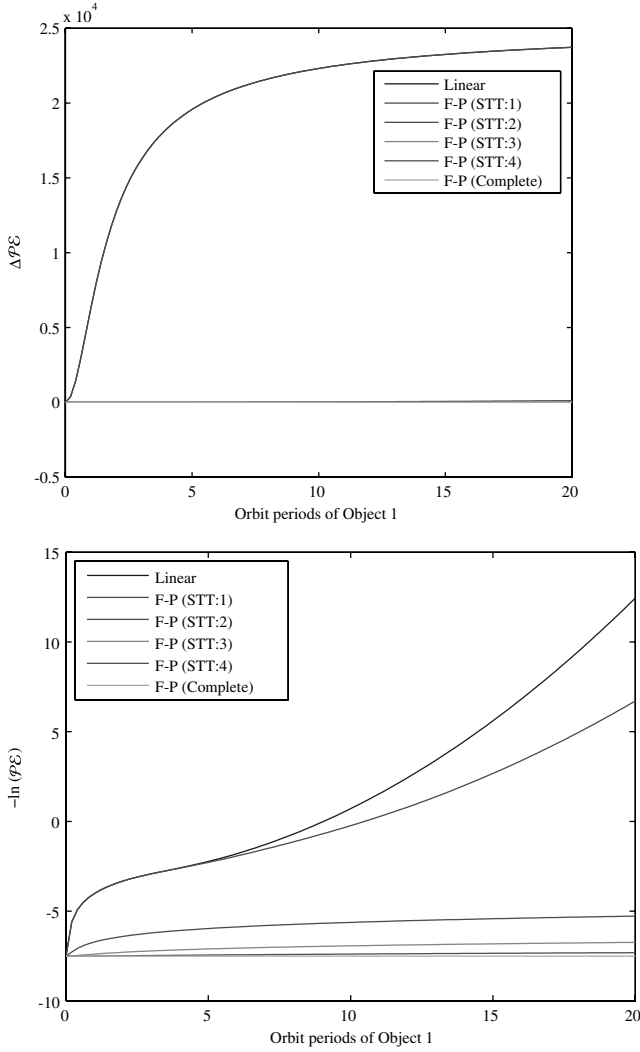 x 10⁴
2.5
2
1.5
1
0.5
0
-0.5
Δ𝒫ℰ
0 5 10 15 20
Orbit periods of Object 1
Linear
F-P (STT:1)
F-P (STT:2)
F-P (STT:3)
F-P (STT:4)
F-P (Complete)
15
10
5
0
-5
-10
−ln (𝒫ℰ)
0 5 10 15 20
Orbit periods of Object 1
Linear
F-P (STT:1)
F-P (STT:2)
F-P (STT:3)
F-P (STT:4)
F-P (Complete)